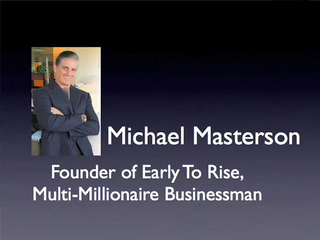 Michael Masterson
Founder of Early To Rise,
Multi-Millionaire Businessman